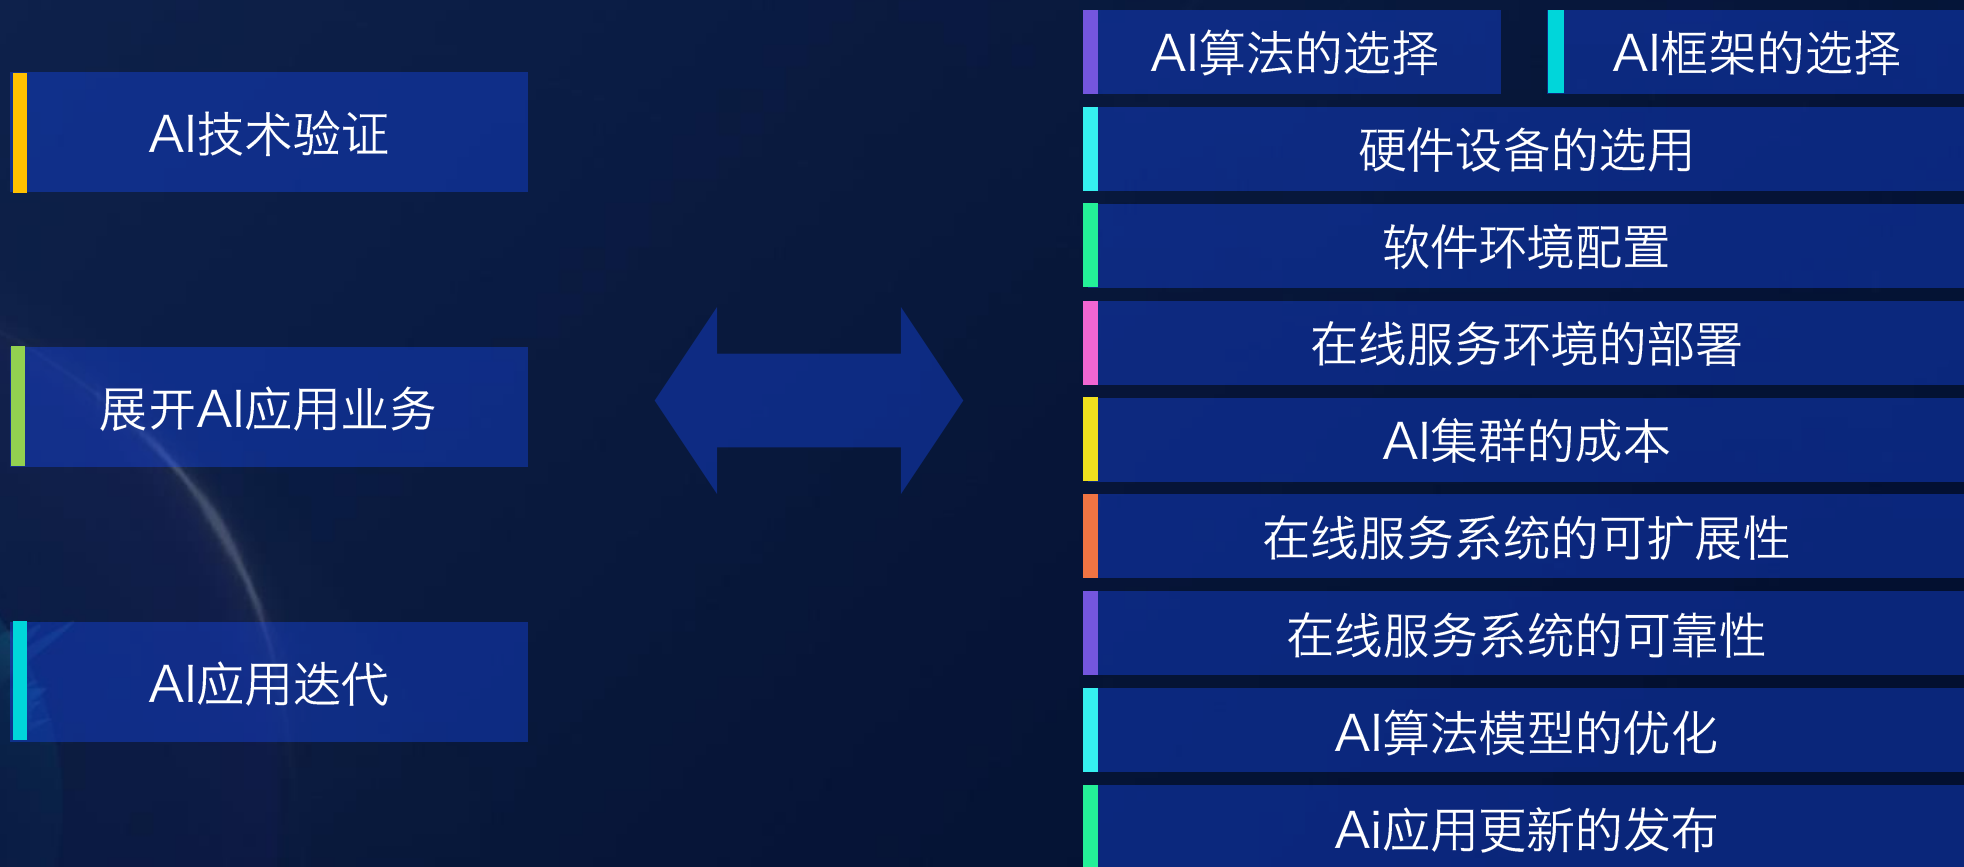 AI技术验证
展开AI应用业务
AI应用迭代
AI算法的选择
AI框架的选择
硬件设备的选用
软件环境配置
在线服务环境的部署
AI集群的成本
在线服务系统的可扩展性
在线服务系统的可靠性
AI算法模型的优化
Ai应用更新的发布